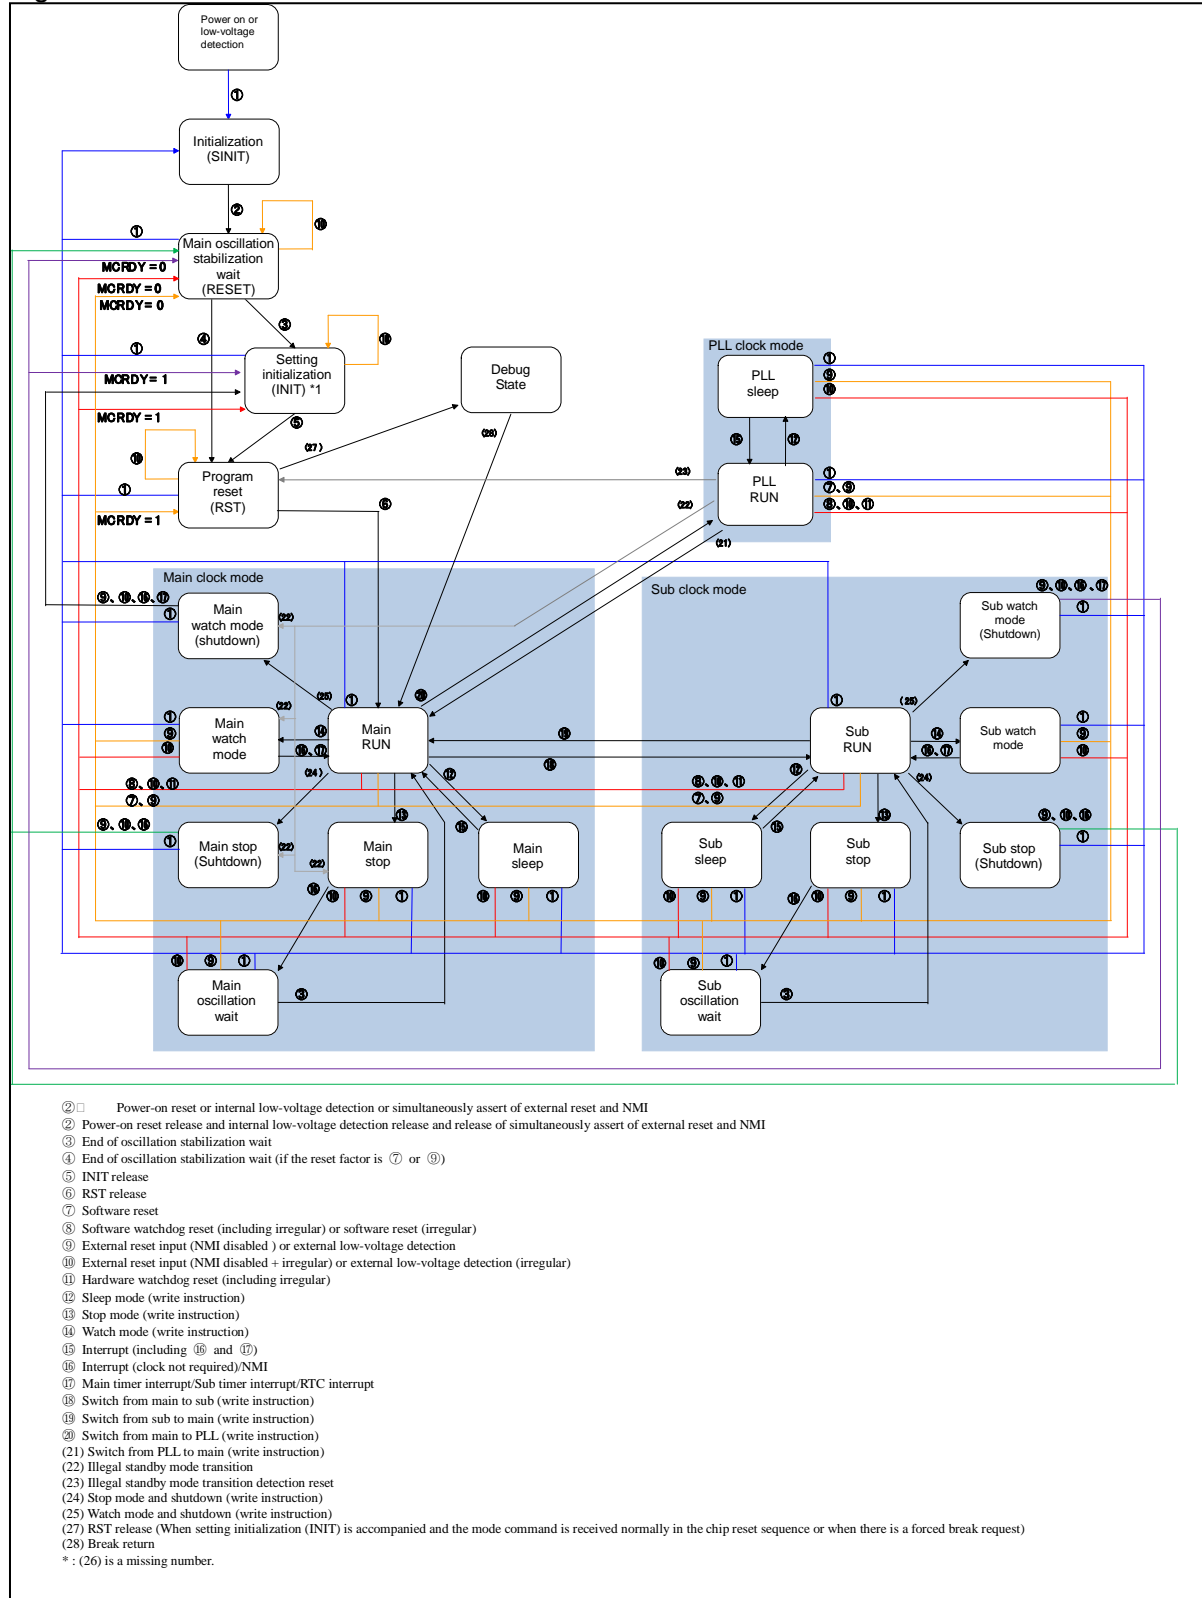 Power on or
low-voltage
detection
①
Initialization
(SINIT)
②
⑩
①
Main oscillation
stabilization
wait
(RESET)
MCRDY = 0
MCRDY = 0
MCRDY = 0
③
④
⑩
①
Setting
initialization
(INIT) *1
MCRDY = 1
MCRDY = 1
⑤
Debug
State
(27)
(28)
PLL clock mode
PLL
sleep
①
⑨
⑩
⑮
⑫
PLL
RUN
①
⑦、⑨
⑧、⑩、⑪
(23)
(22)
(21)
⑩
Program
reset
(RST)
①
MCRDY = 1
⑥
Main clock mode
⑨、⑩、⑯、⑰
①
Main
watch mode
(shutdown)
(22)
(25)
①
⑳
①
⑨
⑩
Main
watch
mode
(22)
⑭
⑯、⑰
Main
RUN
(24)
⑧、⑩、⑪
⑦、⑨
⑫
⑬
⑮
⑨、⑩、⑯
①
Main stop
(Suhtdown)
(22)
(22)
Main
stop
Main
sleep
⑯
⑩
⑨
①
⑩
⑨
①
⑩
⑨
①
Main
oscillation
wait
③
⑲
⑱
Sub clock mode
⑨、⑩、⑯、⑰
①
Sub watch
mode
(Shutdown)
(25)
①
Sub
RUN
⑭
⑯、⑰
Sub watch
mode
①
⑨
⑩
(24)
⑧、⑩、⑪
⑦、⑨
⑫
⑬
⑮
⑨、⑩、⑯
①
Sub
sleep
Sub
stop
Sub stop
(Shutdown)
⑩
⑨
①
⑯
⑩
⑨
①
⑩
⑨
①
Sub
oscillation
wait
③
②□ Power-on reset or internal low-voltage detection or simultaneously assert of external reset and NMI
② Power-on reset release and internal low-voltage detection release and release of simultaneously assert of external reset and NMI
③ End of oscillation stabilization wait
④ End of oscillation stabilization wait (if the reset factor is ⑦ or ⑨)
⑤ INIT release
⑥ RST release
⑦ Software reset
⑧ Software watchdog reset (including irregular) or software reset (irregular)
⑨ External reset input (NMI disabled ) or external low-voltage detection
⑩ External reset input (NMI disabled + irregular) or external low-voltage detection (irregular)
⑪ Hardware watchdog reset (including irregular)
⑫ Sleep mode (write instruction)
⑬ Stop mode (write instruction)
⑭ Watch mode (write instruction)
⑮ Interrupt (including ⑯ and ⑰)
⑯ Interrupt (clock not required)/NMI
⑰ Main timer interrupt/Sub timer interrupt/RTC interrupt
⑱ Switch from main to sub (write instruction)
⑲ Switch from sub to main (write instruction)
⑳ Switch from main to PLL (write instruction)
(21) Switch from PLL to main (write instruction)
(22) Illegal standby mode transition
(23) Illegal standby mode transition detection reset
(24) Stop mode and shutdown (write instruction)
(25) Watch mode and shutdown (write instruction)
(27) RST release (When setting initialization (INIT) is accompanied and the mode command is received normally in the chip reset sequence or when there is a forced break request)
(28) Break return
* : (26) is a missing number.